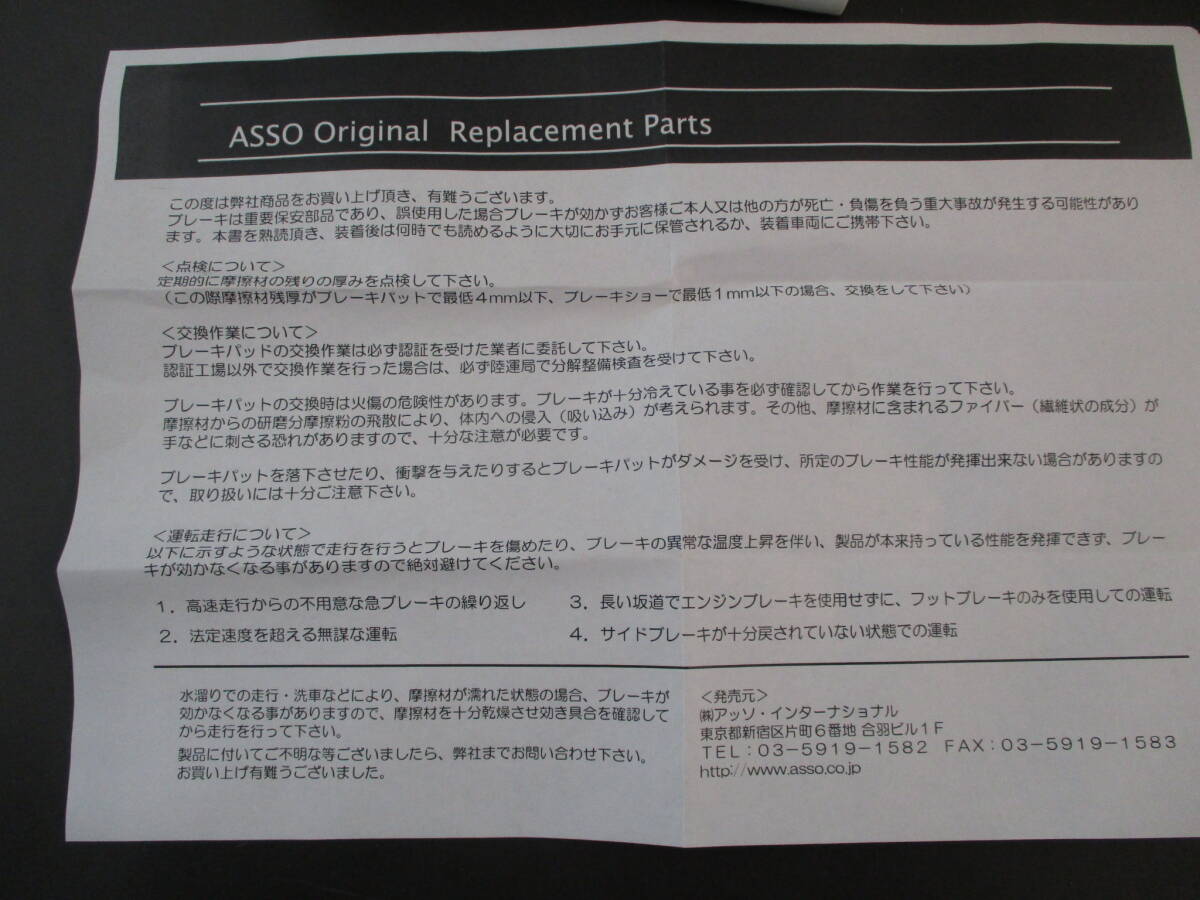 ASSO Original Replacement Parts
この度は弊社商品をお買い上げ頂き、有難うございます。
ブレーキは重要保安部品であり、誤使用した場合ブレーキが効かずお客様ご本人又は他の方が死亡・負傷を負う重大事故が発生する可能性があり
ます。本書を熟読頂き、装着後は何時でも読めるように大切にお手元に保管されるか、装着車両にご携帯下さい。
＜点検について＞
定期的に摩擦材の残りの厚みを点検して下さい。
（この際摩擦材残厚がブレーキパットで最低４mm以下、ブレーキショーで最低１mm以下の場合、交換をして下さい）
＜交換作業について＞
ブレーキパッドの交換作業は必ず認証を受けた業者に委託して下さい。
認証工場以外で交換作業を行った場合は、必ず陸運局で分解整備検査を受けて下さい。
ブレーキパットの交換時は火傷の危険性があります。ブレーキが十分冷えている事を必ず確認してから作業を行って下さい。
摩擦材からの研磨分摩擦粉の飛散により、体内への侵入（吸い込み）が考えられます。その他、摩擦材に含まれるファイバー（繊維状の成分）が
手などに刺さる恐れがありますので、十分な注意が必要です。
ブレーキパットを落下させたり、衝撃を与えたりするとブレーキパットがダメージを受け、所定のブレーキ性能が発揮出来ない場合がありますの
で、取り扱いには十分ご注意下さい。
＜運転走行について＞
以下に示すような状態で走行を行うとブレーキを傷めたり、ブレーキの異常な温度上昇を伴い、製品が本来持っている性能を発揮できず、ブレー
キが効かなくなる事がありますので絶対避けてください。
１．高速走行からの不用意な急ブレーキの繰り返し
２．法定速度を超える無謀な運転
３．長い坂道でエンジンブレーキを使用せずに、フットブレーキのみを使用しての運転
４．サイドブレーキが十分戻されていない状態での運転
水溜りでの走行・洗車などにより、摩擦材が濡れた状態の場合、ブレーキが
効かなくなる事がありますので、摩擦材を十分乾燥させ効き具合を確認して
から走行を行って下さい。
製品に付いてご不明な等ございましたら、弊社までお問い合わせ下さい。
お買い上げ有難うございました。
＜発売元＞
㈱アッソ・インターナショナル
東京都新宿区片町６番地 合羽ビル１Ｆ
ＴＥＬ：０３－５９１９－１５８２ ＦＡＸ：０３－５９１９－１５８３
http://www.asso.co.jp